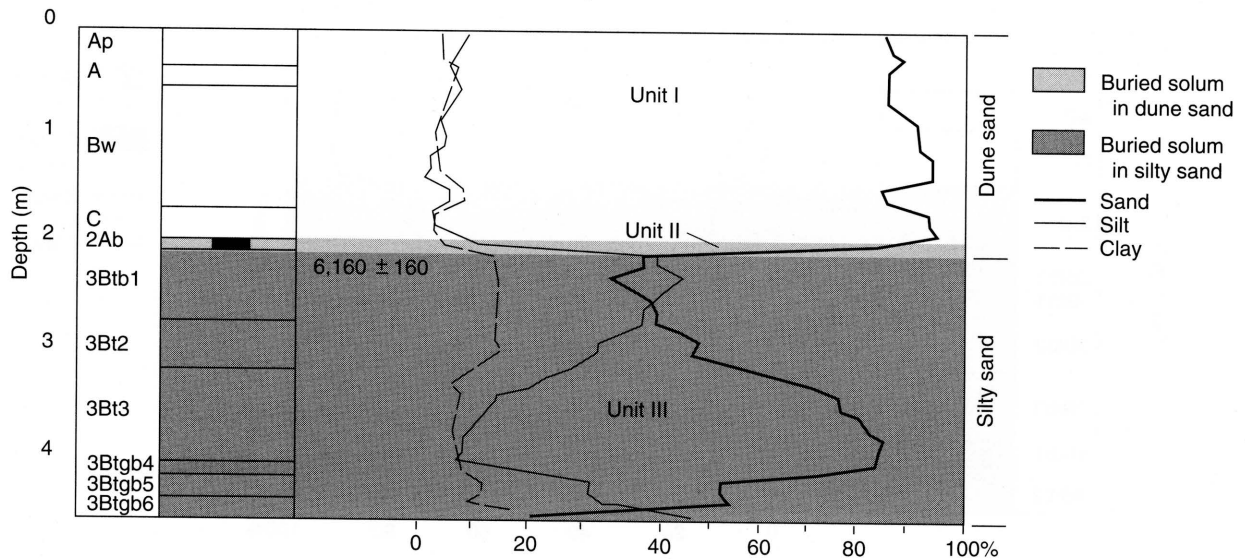 0
1
2
3
4
Depth (m)
Ap
A
Bw
C
2Ab
3Btb1
3Bt2
3Bt3
3Btgb4
3Btgb5
3Btgb6
Unit I
Unit II
6,160 ± 160
Unit III
Dune sand
Silty sand
0 20 40 60 80 100%
Buried solum
in dune sand
Buried solum
in silty sand
Sand
Silt
Clay